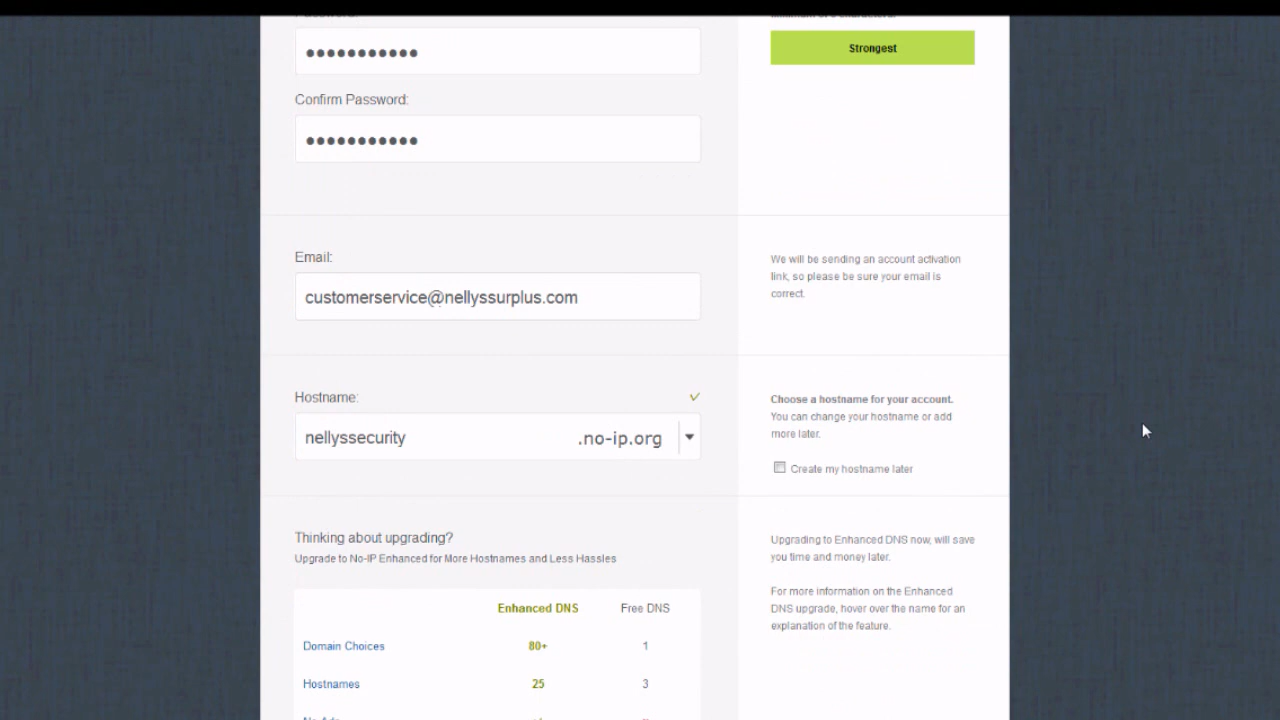 ●●●●●●●●●●●
Strongest
Confirm Password:
●●●●●●●●●●●
Email:
customerservice@nellyssurplus.com
We will be sending an account activation
link, so please be sure your email is
correct.
Hostname:
nellyssecurity .no-ip.org
Choose a hostname for your account.
You can change your hostname or add
more later.
Create my hostname later
Thinking about upgrading?
Upgrade to No-IP Enhanced for More Hostnames and Less Hassles
Upgrading to Enhanced DNS now, will save
you time and money later.
For more information on the Enhanced
DNS upgrade, hover over the name for an
explanation of the feature.
Enhanced DNS Free DNS
Domain Choices 80+ 1
Hostnames 25 3